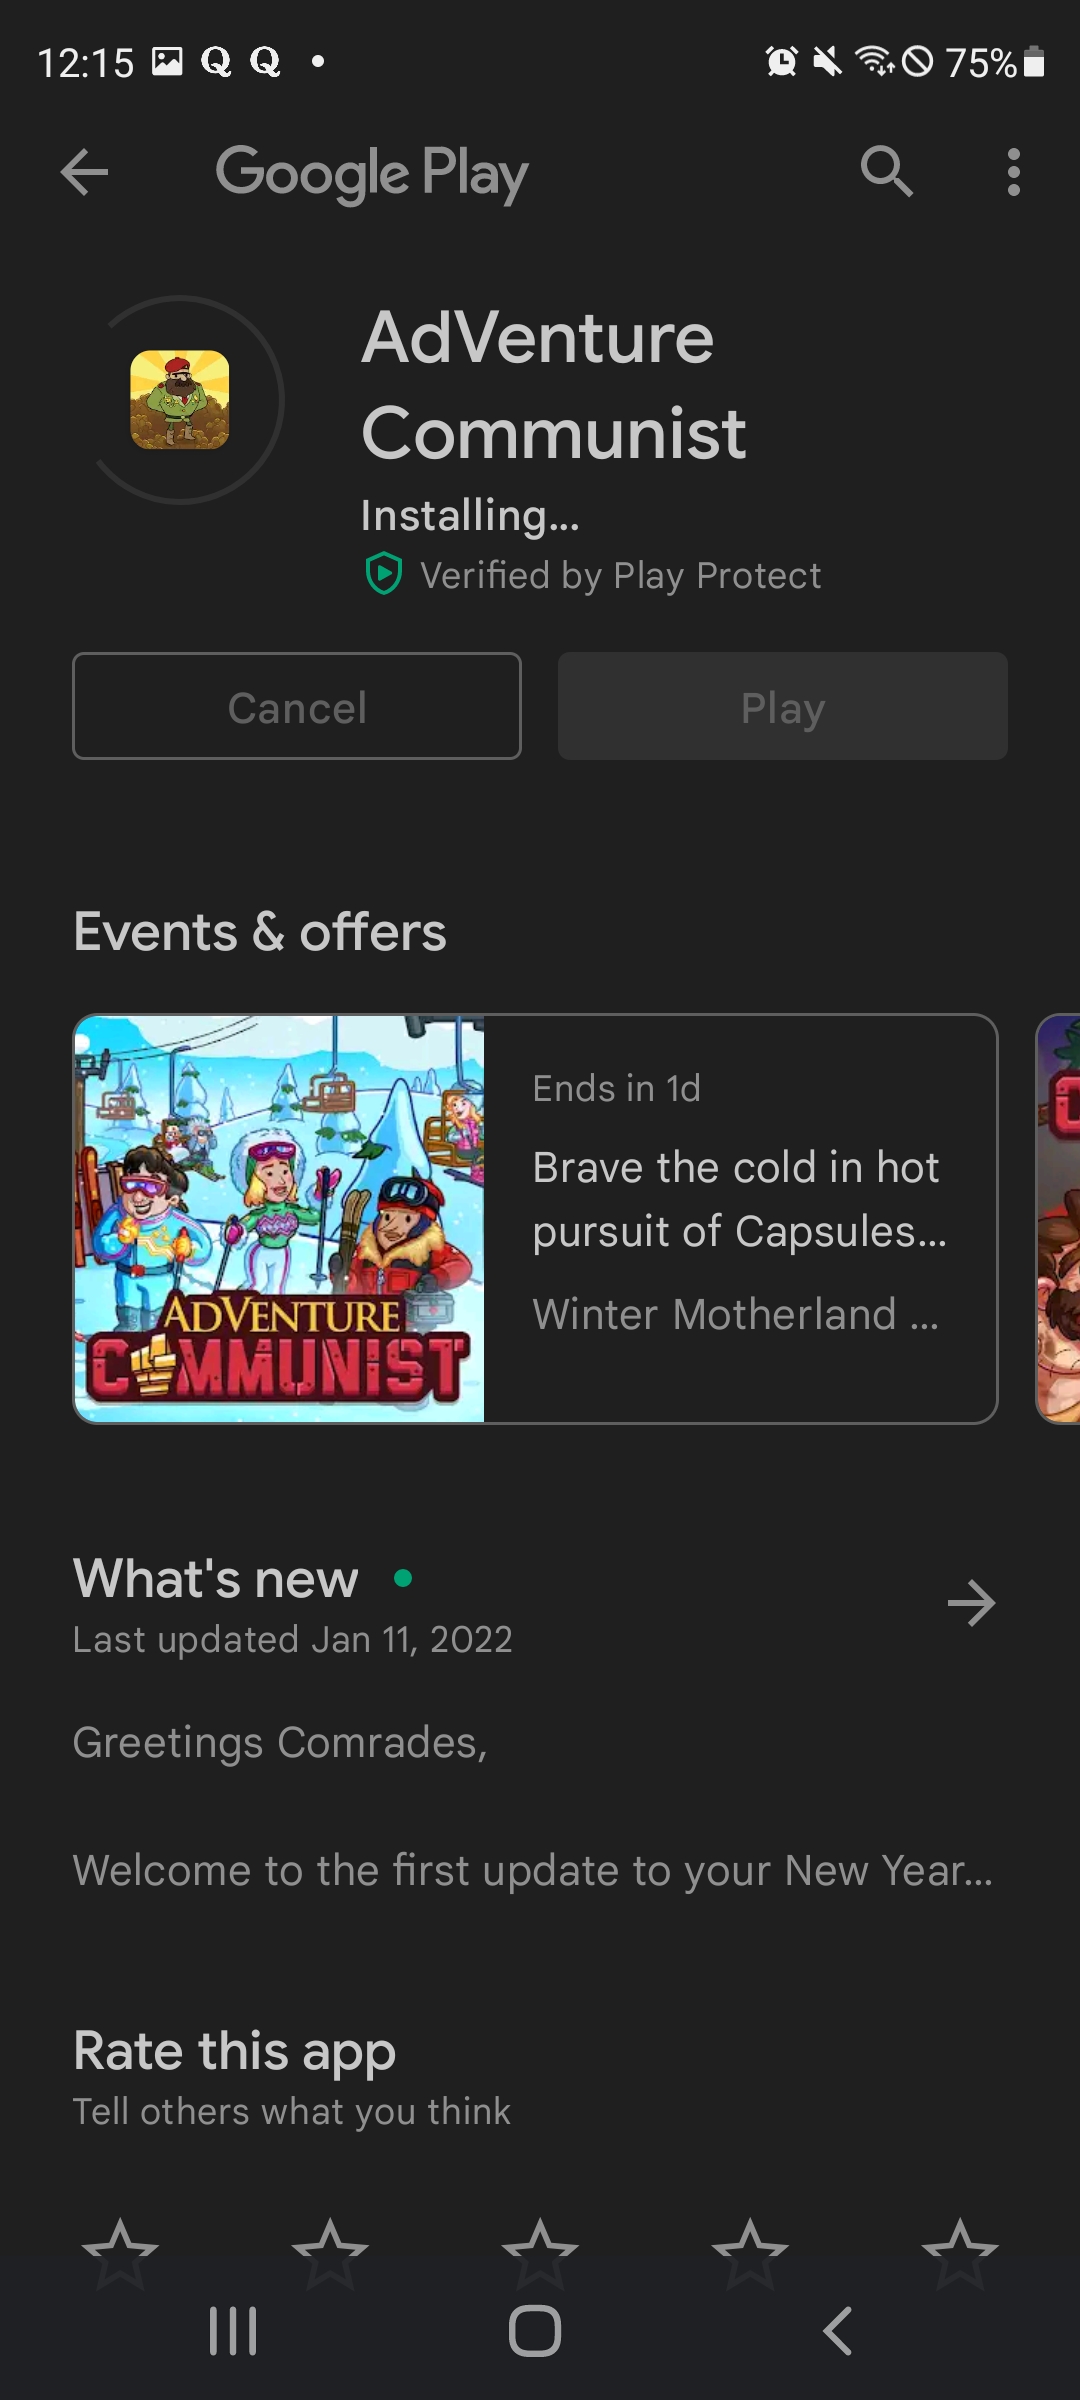 12:15 Q Q 75%
Google Play
AdVenture
Communist
Installing...
Verified by Play Protect
Cancel
Play
Events & offers
ADVENTURE
COMMUNIST
Ends in 1d
Brave the cold in hot
pursuit of Capsules...
Winter Motherland ...
What's new
Last updated Jan 11, 2022
Greetings Comrades,
Welcome to the first update to your New Year...
Rate this app
Tell others what you think